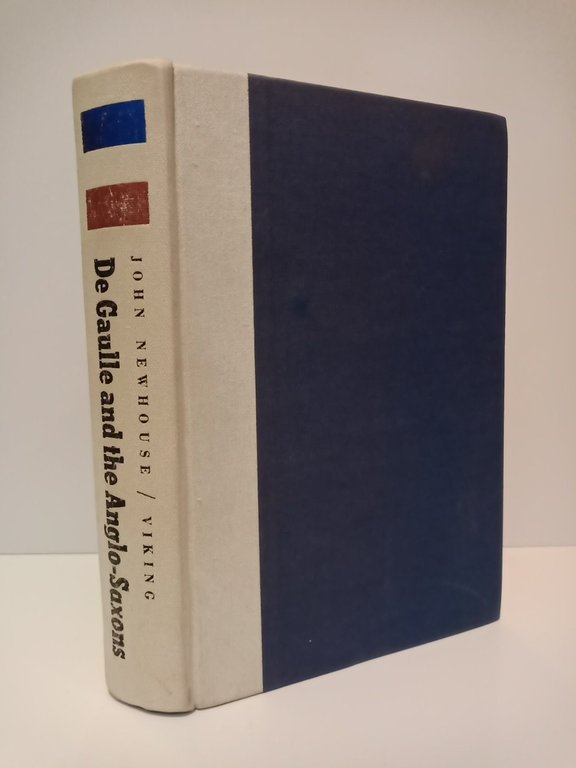 JOHN NEWHOUSE / VIKING
De Gaulle and the Anglo-Saxons